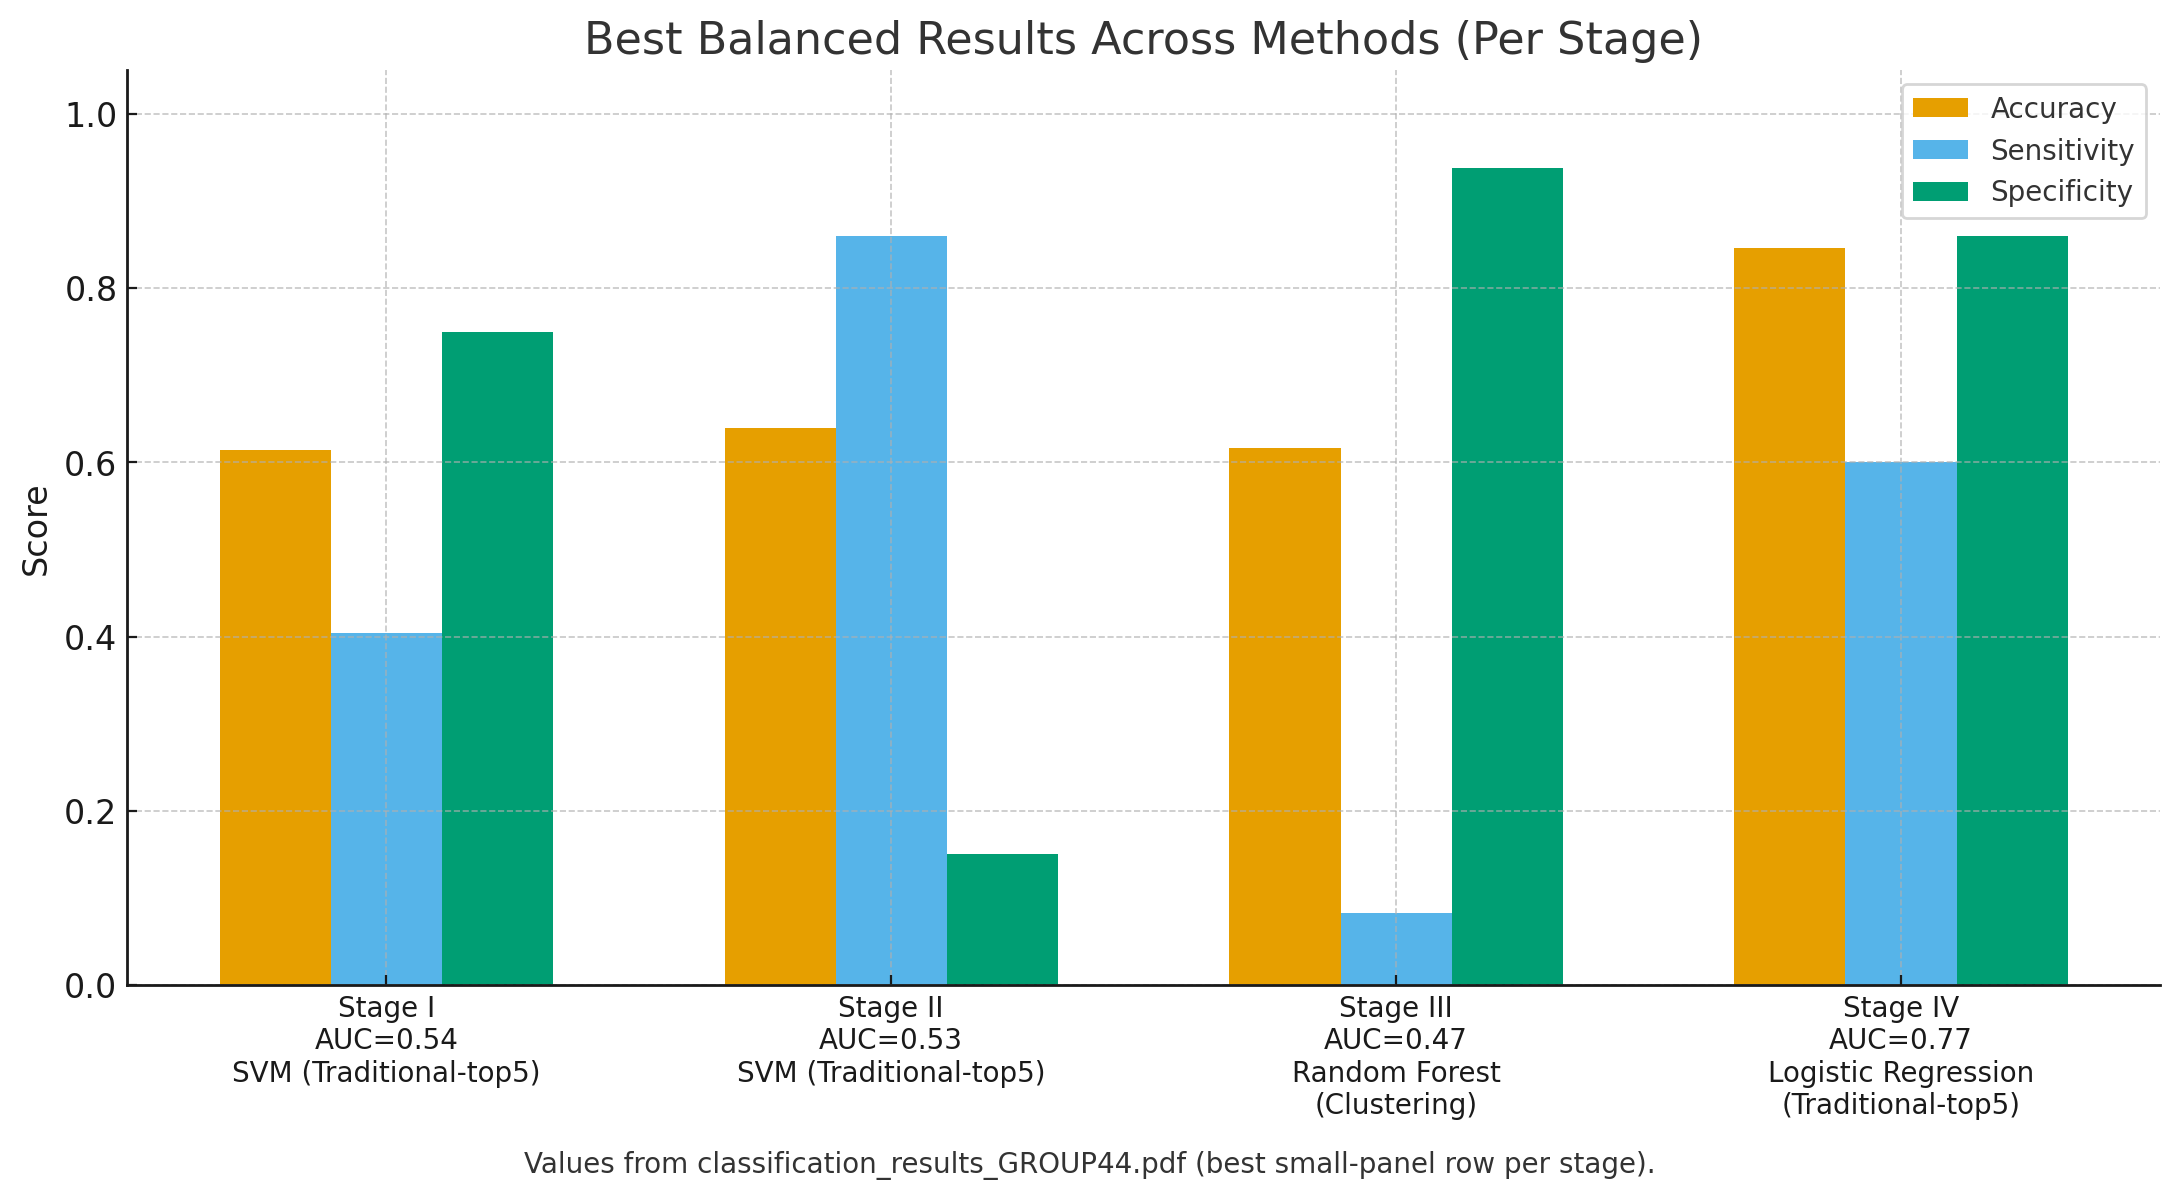 Best Balanced Results Across Methods (Per Stage)
1.0
0.8
0.6
0.4
0.2
0.0
Score
Accuracy
Sensitivity
Specificity
Stage I
AUC=0.54
SVM (Traditional-top5)
Stage II
AUC=0.53
SVM (Traditional-top5)
Stage III
AUC=0.47
Random Forest
(Clustering)
Stage IV
AUC=0.77
Logistic Regression
(Traditional-top5)
Values from classification_results_GROUP44.pdf (best small-panel row per stage).